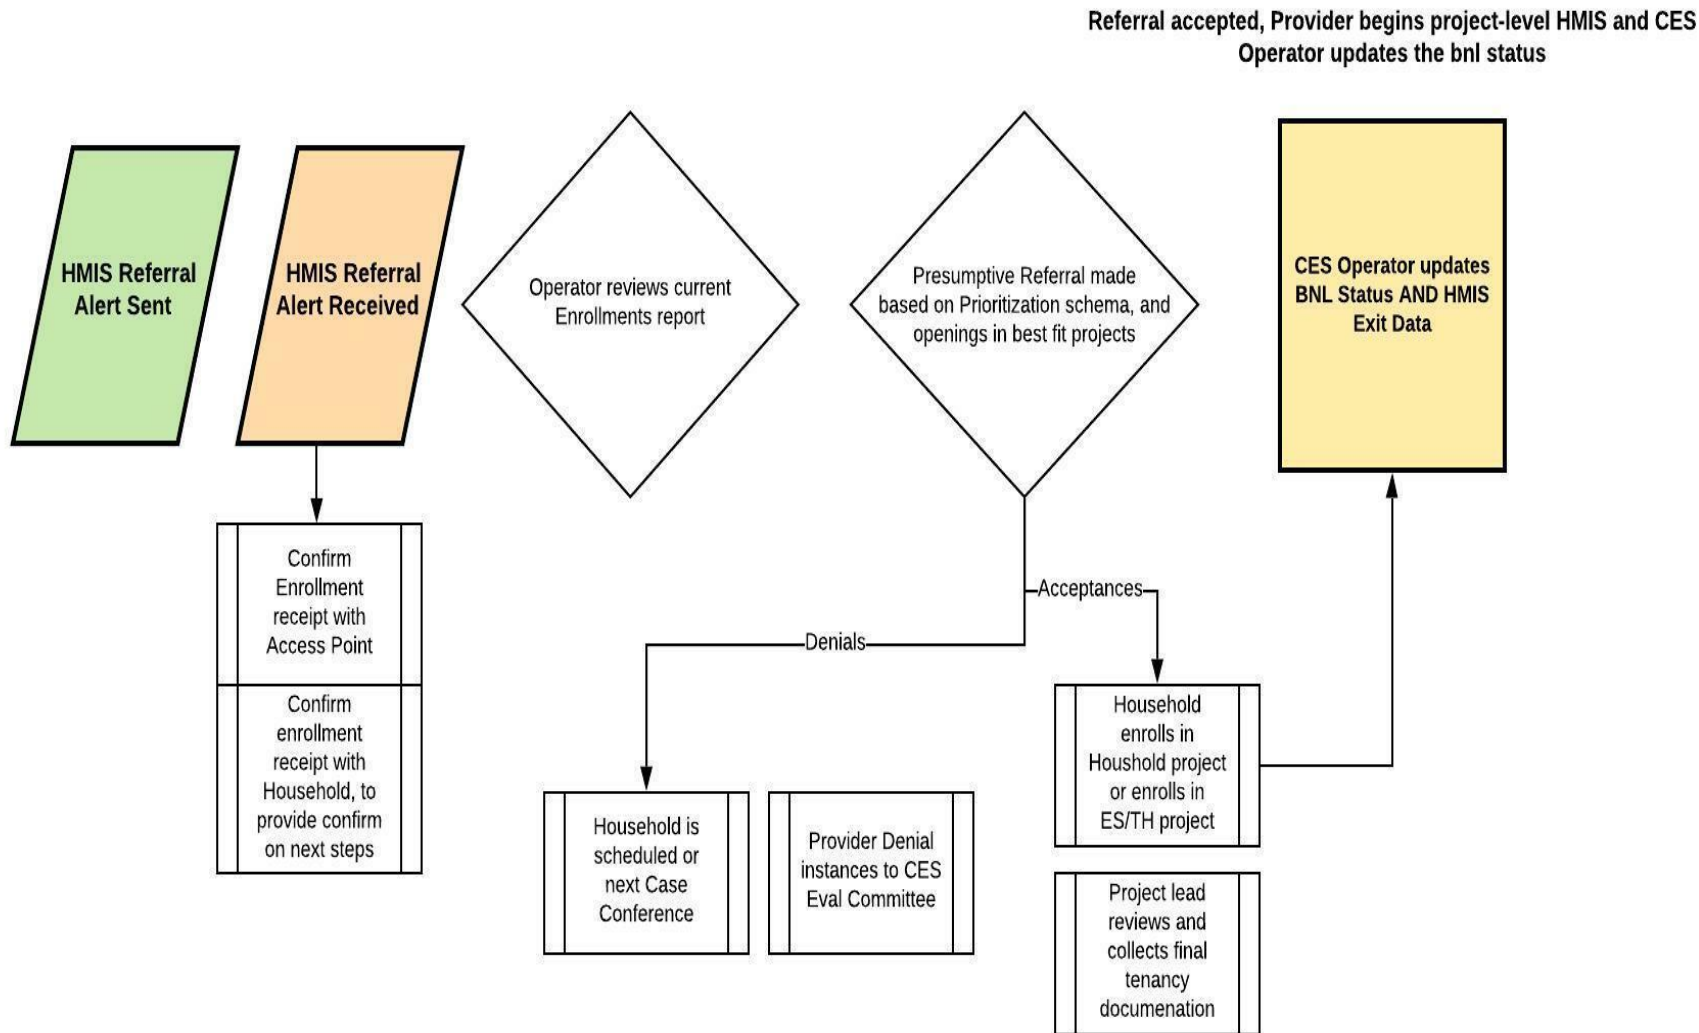 Referral accepted, Provider begins project-level HMIS and CES
Operator updates the bnl status
HMIS Referral
Alert Sent
HMIS Referral
Alert Received
Operator reviews current
Enrollments report
Presumptive Referral made
based on Prioritization schema, and
openings in best fit projects
CES Operator updates
BNL Status AND HMIS
Exit Data
Confirm
Enrollment
receipt with
Access Point
Confirm
enrollment
receipt with
Household, to
provide confirm
on next steps
Denials
Acceptances
Household is
scheduled or
next Case
Conference
Provider Denial
instances to CES
Eval Committee
Household
enrolls in
Houshold project
or enrolls in
ES/TH project
Project lead
reviews and
collects final
tenancy
documenation